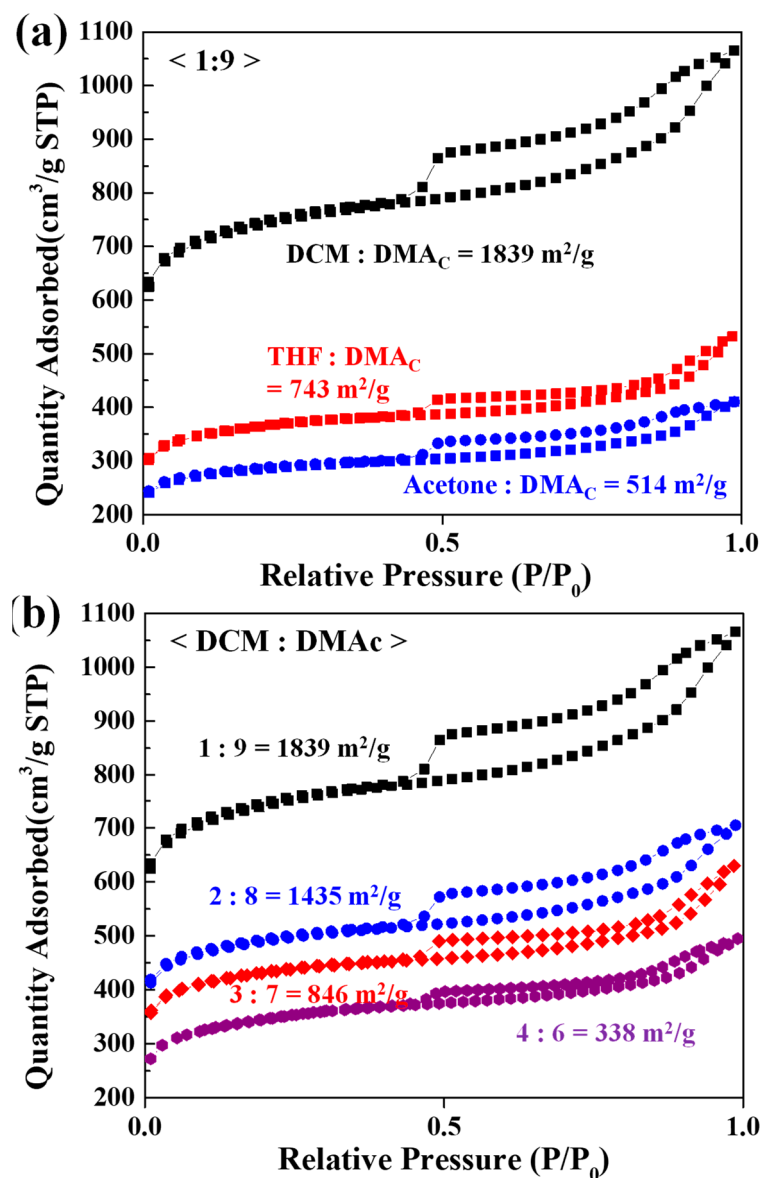 (a)
< 1:9 >
1100
1000
900
800
700
600
500
400
300
200
Quantity Adsorbed(cm³/g STP)
DCM : DMA_C = 1839 m²/g
THF : DMA_C
= 743 m²/g
Acetone : DMA_C = 514 m²/g
0.0
0.5
1.0
Relative Pressure (P/P₀)
(b)
< DCM : DMAc >
1100
1000
900
800
700
600
500
400
300
200
Quantity Adsorbed(cm³/g STP)
1 : 9 = 1839 m²/g
2 : 8 = 1435 m²/g
3 : 7 = 846 m²/g
4 : 6 = 338 m²/g
0.0
0.5
1.0
Relative Pressure (P/P₀)